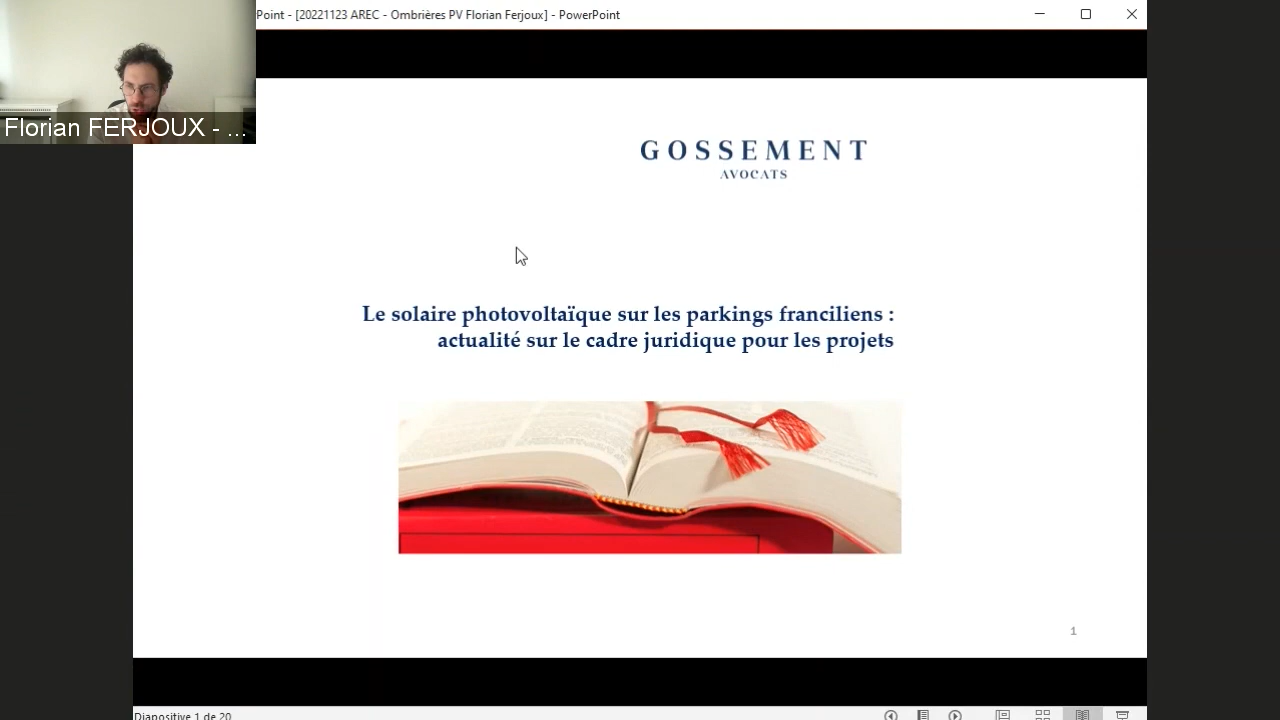 Point - [20221123 AREC - Ombrières PV Florian Ferjoux] - PowerPoint
Florian FERJOUX - ...
GOSSEMENT
AVOCATS
Le solaire photovoltaïque sur les parkings franciliens :
actualité sur le cadre juridique pour les projets
1
Diapositive 1 de 20